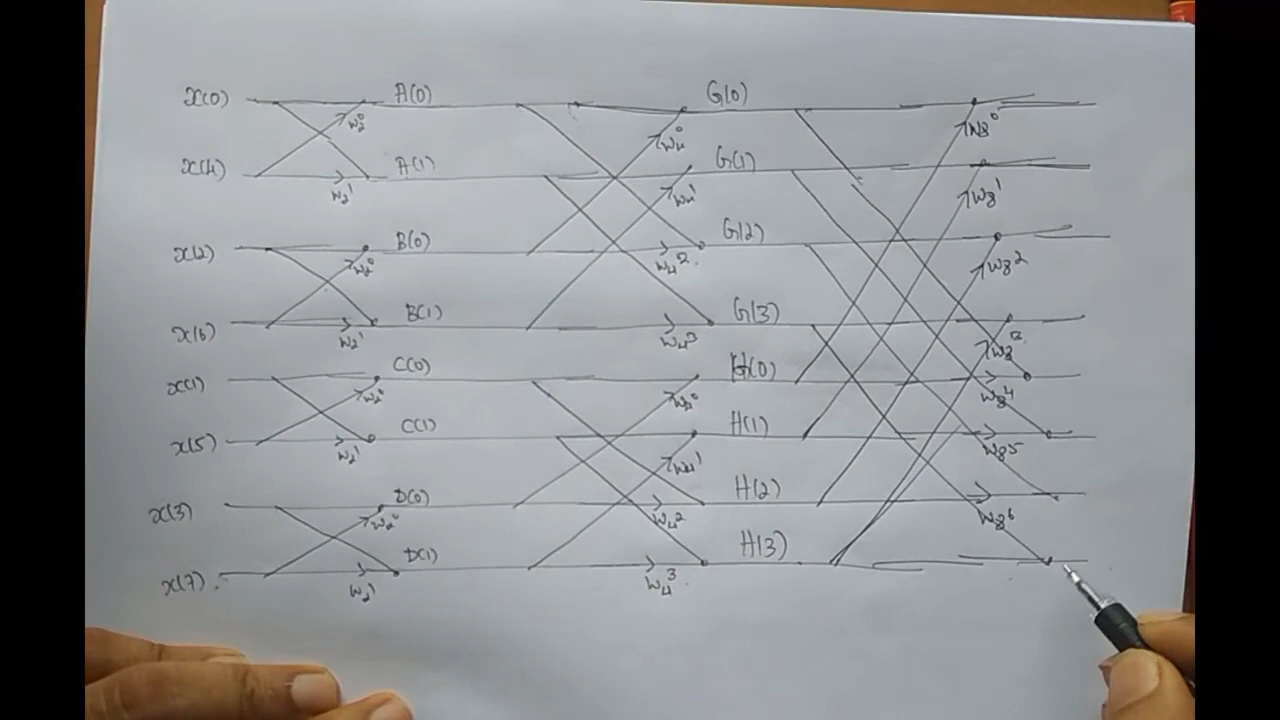 x(0) A(0) G(0)
W₂⁰ W₄⁰ W₈⁰
x(4) A(1) G(1)
W₂¹ W₄¹ W₈¹
x(2) B(0) G(2)
W₂⁰ W₄² W₈²
x(6) B(1) G(3)
W₂¹ W₄³
x(1) C(0) H(0)
W₂⁰ W₈⁴
x(5) C(1) H(1)
W₂¹ W₄¹ W₈⁵
x(3) D(0) H(2)
W₂⁰ W₄² W₈⁶
x(7) D(1) H(3)
W₂¹ W₄³